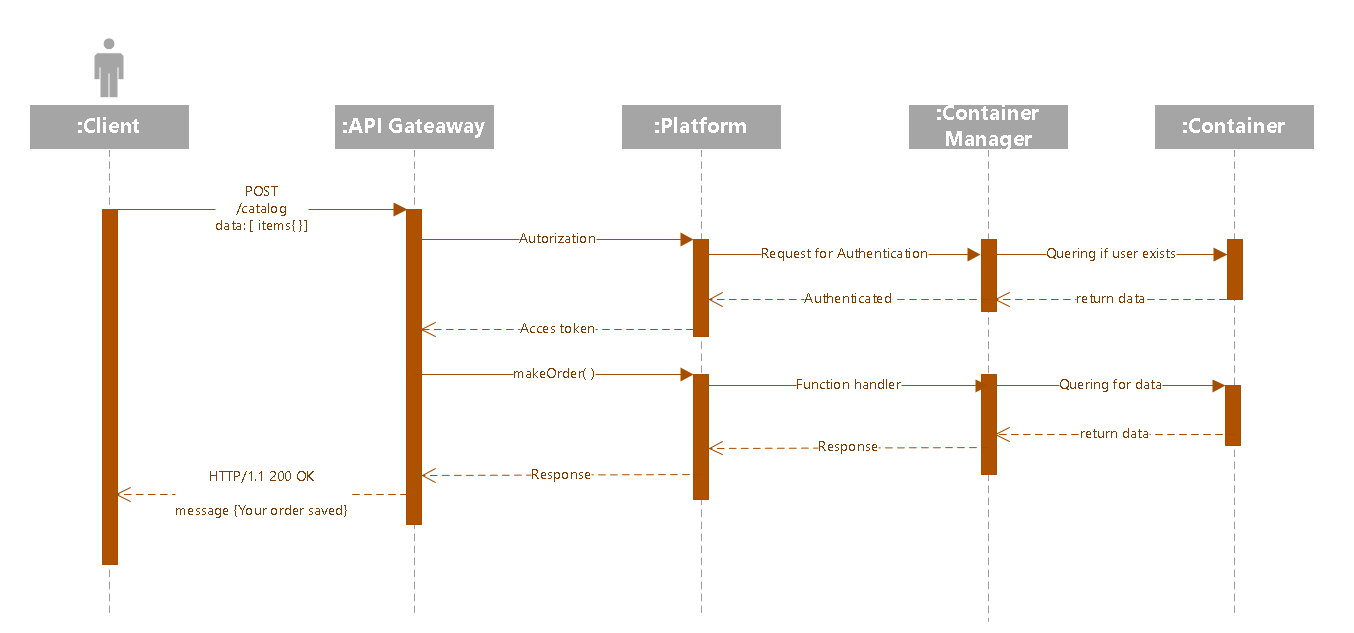 :Client
:API Gateaway
:Platform
:Container
Manager
:Container
POST
/catalog
data: [ items{ }]
Autorization
Request for Authentication
Quering if user exists
Authenticated
return data
Acces token
makeOrder( )
Function handler
Quering for data
return data
Response
Response
HTTP/1.1 200 OK
message {Your order saved}